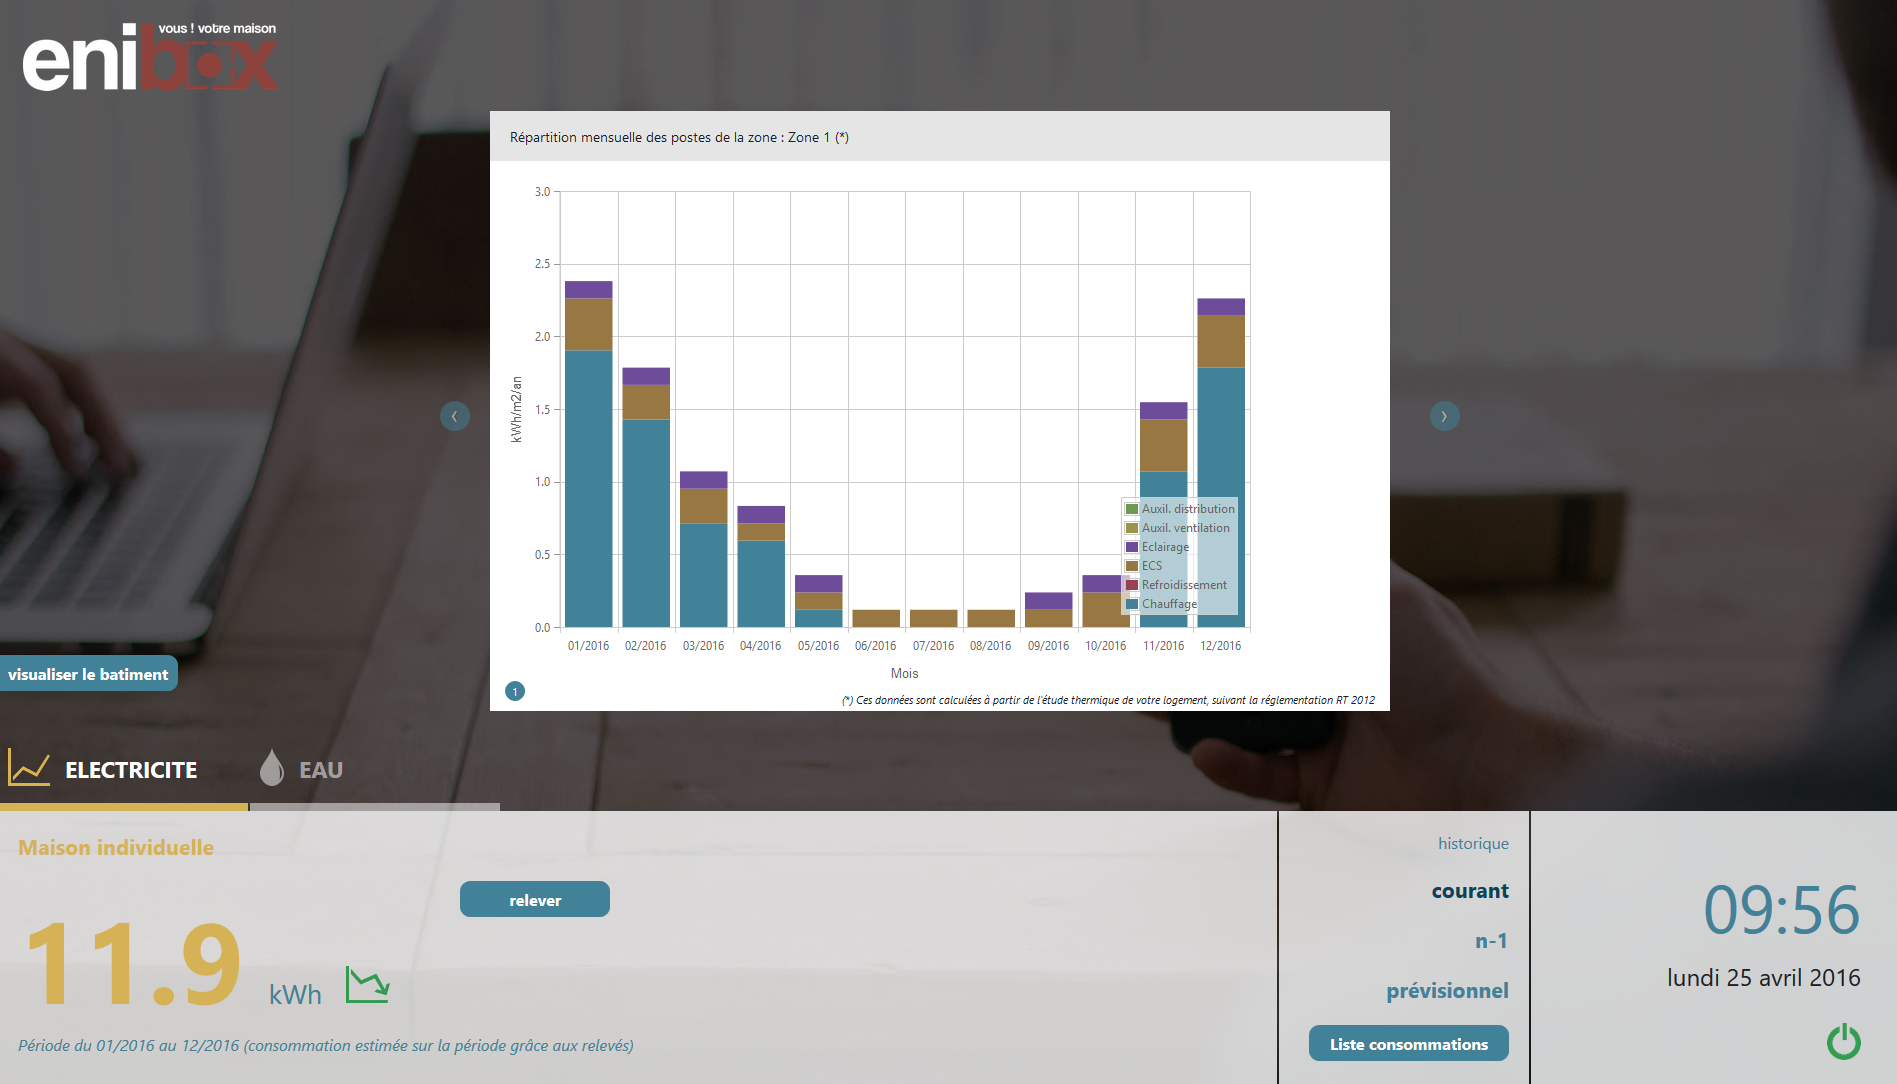 vous ! votre maison
enibox
Répartition mensuelle des postes de la zone : Zone 1 (*)
3.0
2.5
2.0
1.5
1.0
0.5
0.0
kWh/m2/an
Auxil. distribution
Auxil. ventilation
Eclairage
ECS
Refroidissement
Chauffage
01/2016 02/2016 03/2016 04/2016 05/2016 06/2016 07/2016 08/2016 09/2016 10/2016 11/2016 12/2016
Mois
1
(*) Ces données sont calculées à partir de l'étude thermique de votre logement, suivant la réglementation RT 2012
visualiser le batiment
ELECTRICITE
EAU
Maison individuelle
relever
11.9 kWh
Période du 01/2016 au 12/2016 (consommation estimée sur la période grâce aux relevés)
historique
courant
n-1
prévisionnel
Liste consommations
09:56
lundi 25 avril 2016